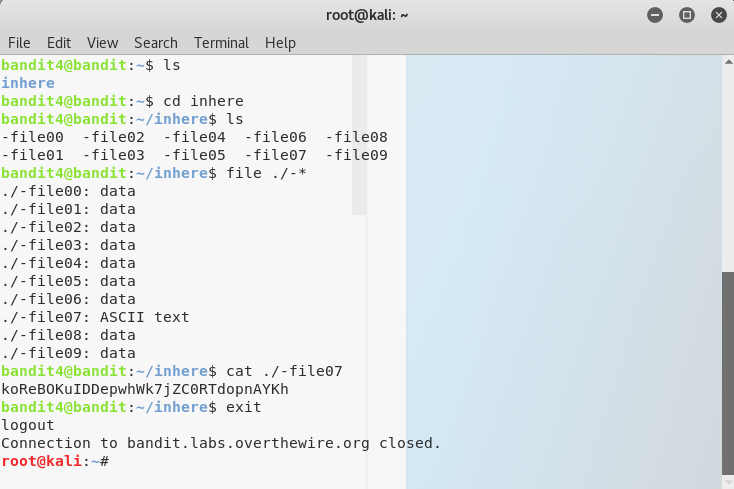 root@kali: ~
File Edit View Search Terminal Help
bandit4@bandit:~$ ls
inhere
bandit4@bandit:~$ cd inhere
bandit4@bandit:~/inhere$ ls
-file00  -file02  -file04  -file06  -file08
-file01  -file03  -file05  -file07  -file09
bandit4@bandit:~/inhere$ file ./-*
./-file00: data
./-file01: data
./-file02: data
./-file03: data
./-file04: data
./-file05: data
./-file06: data
./-file07: ASCII text
./-file08: data
./-file09: data
bandit4@bandit:~/inhere$ cat ./-file07
koReBOKuIDDepwhWk7jZC0RTdopnAYKh
bandit4@bandit:~/inhere$ exit
logout
Connection to bandit.labs.overthewire.org closed.
root@kali:~#